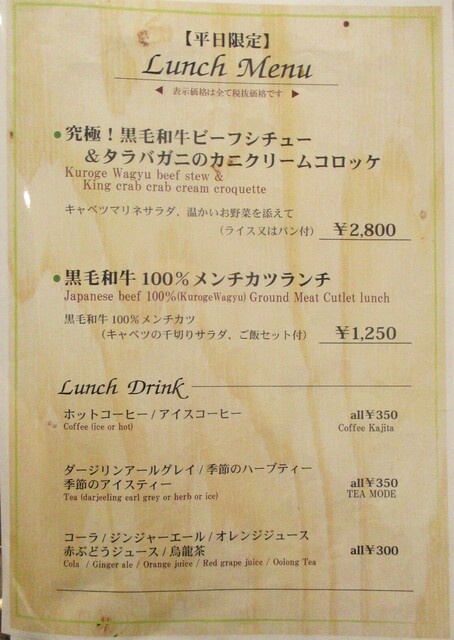 【平日限定】
Lunch Menu
◀ 表示価格は全て税抜価格です ▶
●究極！黒毛和牛ビーフシチュー
＆タラバガニのカニクリームコロッケ
Kuroge Wagyu beef stew &
King crab crab cream croquette
キャベツマリネサラダ、温かいお野菜を添えて
（ライス又はパン付） ￥2,800
●黒毛和牛100％メンチカツランチ
Japanese beef 100%(KurogeWagyu) Ground Meat Cutlet lunch
黒毛和牛100％メンチカツ
（キャベツの千切りサラダ、ご飯セット付） ￥1,250
Lunch Drink
ホットコーヒー / アイスコーヒー all¥350
Coffee (ice or hot) Coffee Kajita
ダージリンアールグレイ / 季節のハーブティー
季節のアイスティー all¥350
Tea (darjeeling earl grey or herb or ice) TEA MODE
コーラ / ジンジャーエール / オレンジジュース
赤ぶどうジュース / 烏龍茶 all¥300
Cola / Ginger ale / Orange juice / Red grape juice / Oolong Tea